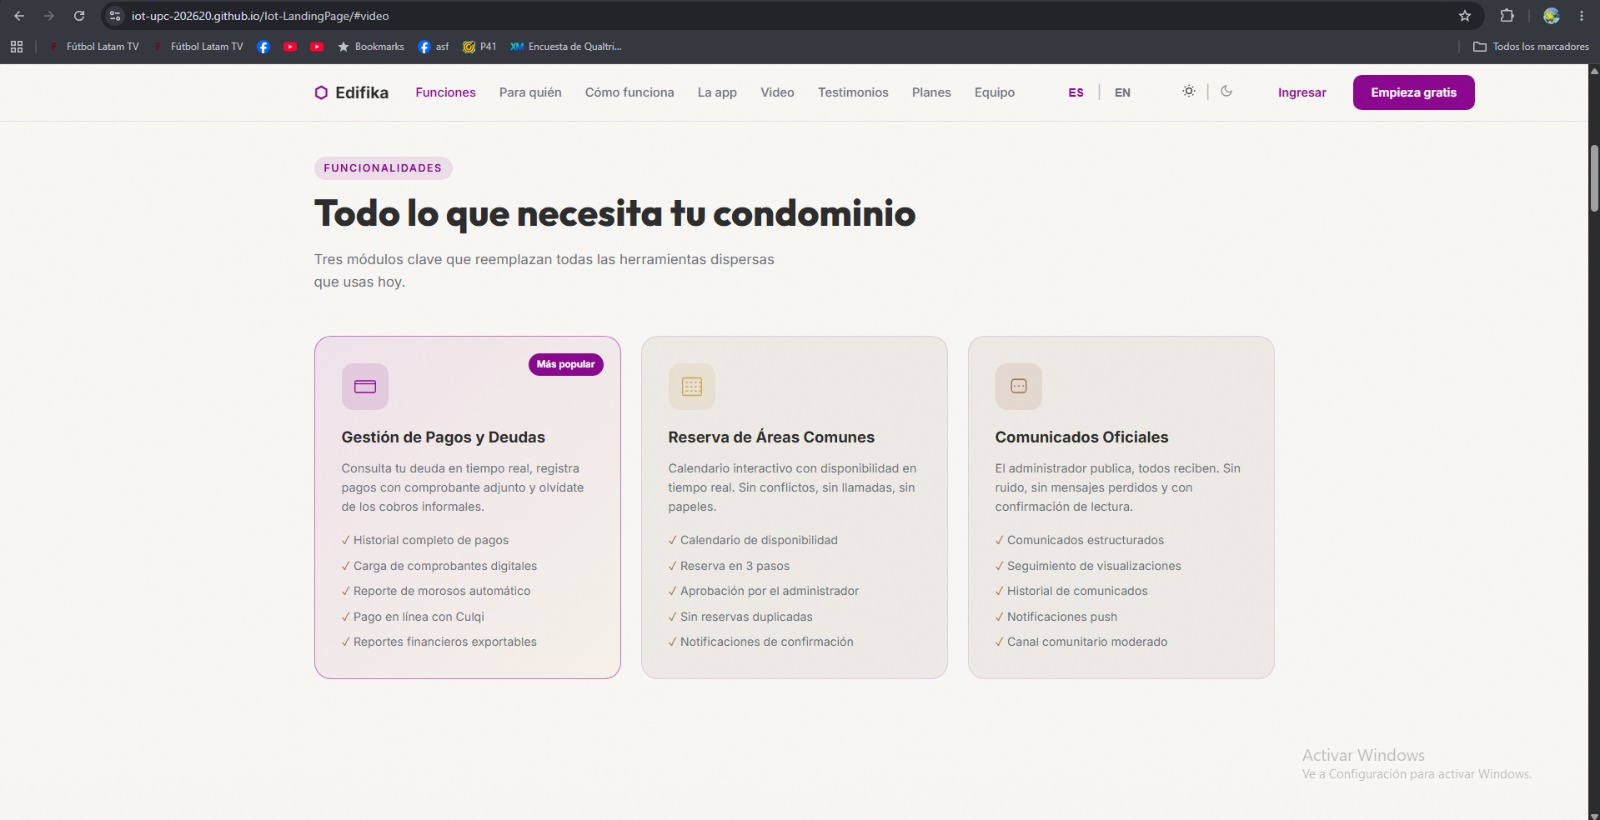 iot-upc-202620.github.io/Iot-LandingPage/#video
Fútbol Latam TV
Fútbol Latam TV
Bookmarks
asf
P41
XM
Encuesta de Qualtri...
Todos los marcadores
Edifika
Funciones
Para quién
Cómo funciona
La app
Video
Testimonios
Planes
Equipo
ES
EN
Ingresar
Empieza gratis
FUNCIONALIDADES
Todo lo que necesita tu condominio
Tres módulos clave que reemplazan todas las herramientas dispersas
que usas hoy.
Más popular
Gestión de Pagos y Deudas
Consulta tu deuda en tiempo real, registra
pagos con comprobante adjunto y olvídate
de los cobros informales.
✓ Historial completo de pagos
✓ Carga de comprobantes digitales
✓ Reporte de morosos automático
✓ Pago en línea con Culqi
✓ Reportes financieros exportables
Reserva de Áreas Comunes
Calendario interactivo con disponibilidad en
tiempo real. Sin conflictos, sin llamadas, sin
papeles.
✓ Calendario de disponibilidad
✓ Reserva en 3 pasos
✓ Aprobación por el administrador
✓ Sin reservas duplicadas
✓ Notificaciones de confirmación
Comunicados Oficiales
El administrador publica, todos reciben. Sin
ruido, sin mensajes perdidos y con
confirmación de lectura.
✓ Comunicados estructurados
✓ Seguimiento de visualizaciones
✓ Historial de comunicados
✓ Notificaciones push
✓ Canal comunitario moderado
Activar Windows
Ve a Configuración para activar Windows.